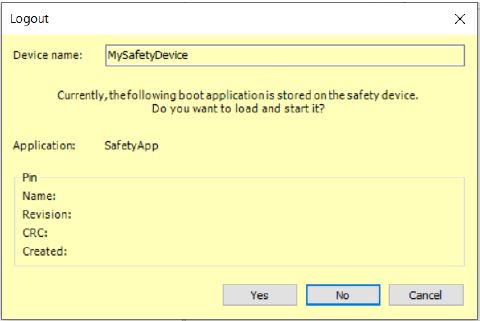 Logout
Device name: MySafetyDevice
Currently, the following boot application is stored on the safety device.
Do you want to load and start it?
Application: SafetyApp
Pin
Name:
Revision:
CRC:
Created:
Yes No Cancel